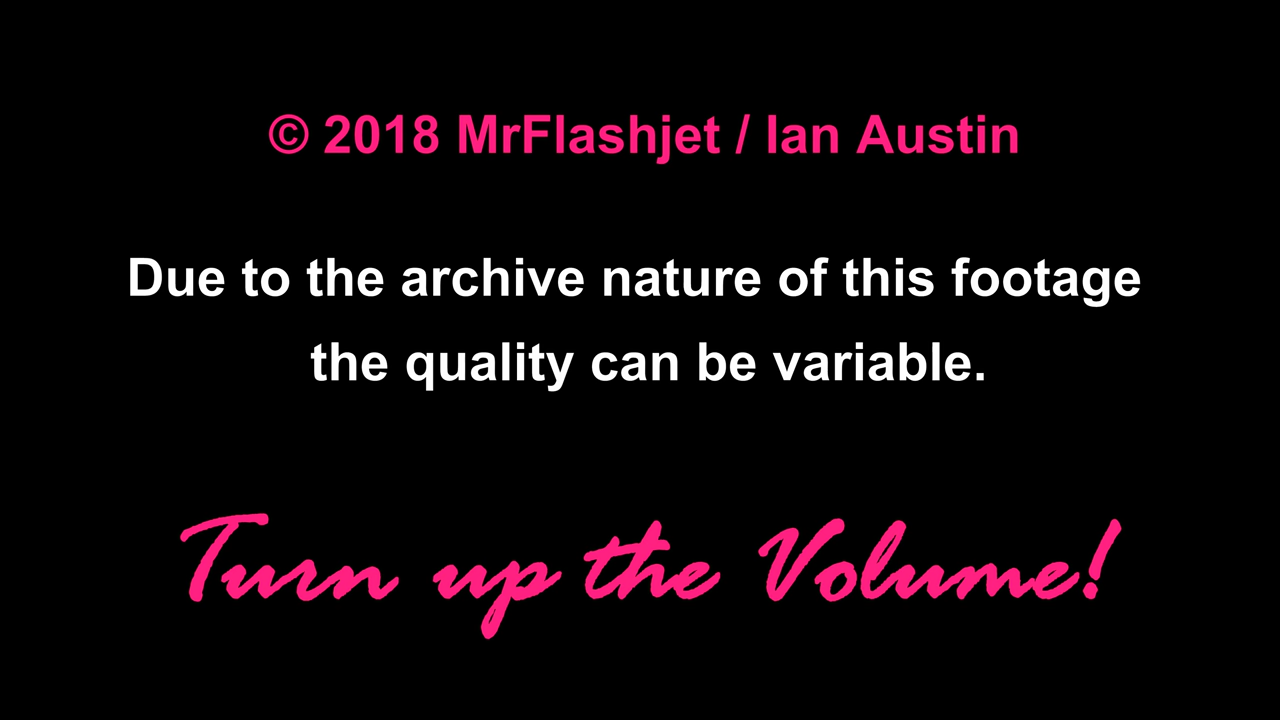 © 2018 MrFlashjet / Ian Austin
Due to the archive nature of this footage
the quality can be variable.
Turn up the Volume!